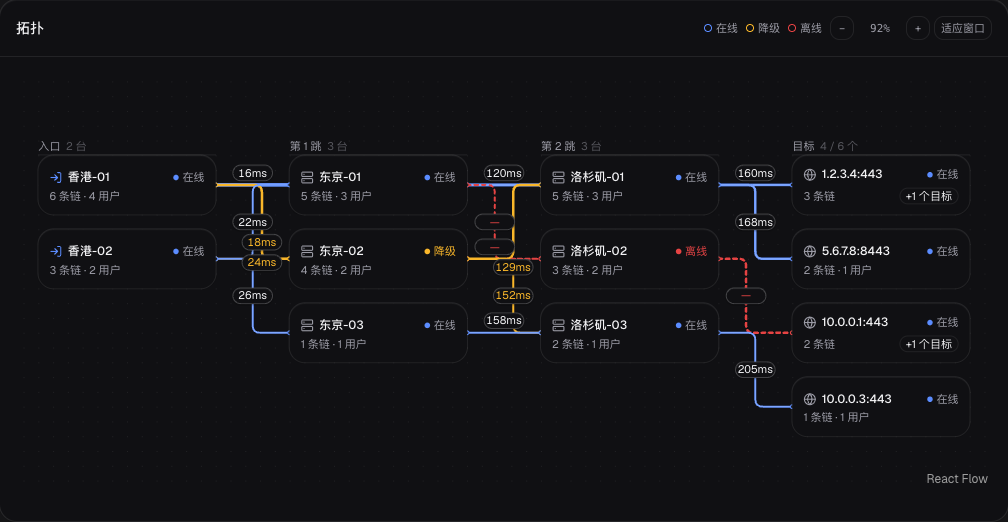 拓扑
在线 降级 离线 − 92% + 适应窗口
入口 2 台
香港-01 在线
6 条链 · 4 用户
香港-02 在线
3 条链 · 2 用户
16ms
22ms
18ms
24ms
26ms
第 1 跳 3 台
东京-01 在线
5 条链 · 3 用户
东京-02 降级
4 条链 · 2 用户
东京-03 在线
1 条链 · 1 用户
120ms
—
—
129ms
152ms
158ms
第 2 跳 3 台
洛杉矶-01 在线
5 条链 · 3 用户
洛杉矶-02 离线
3 条链 · 2 用户
洛杉矶-03 在线
2 条链 · 1 用户
160ms
168ms
—
205ms
目标 4 / 6 个
1.2.3.4:443 在线
3 条链 +1 个目标
5.6.7.8:8443 在线
2 条链 · 1 用户
10.0.0.1:443 在线
2 条链 +1 个目标
10.0.0.3:443 在线
1 条链 · 1 用户
React Flow